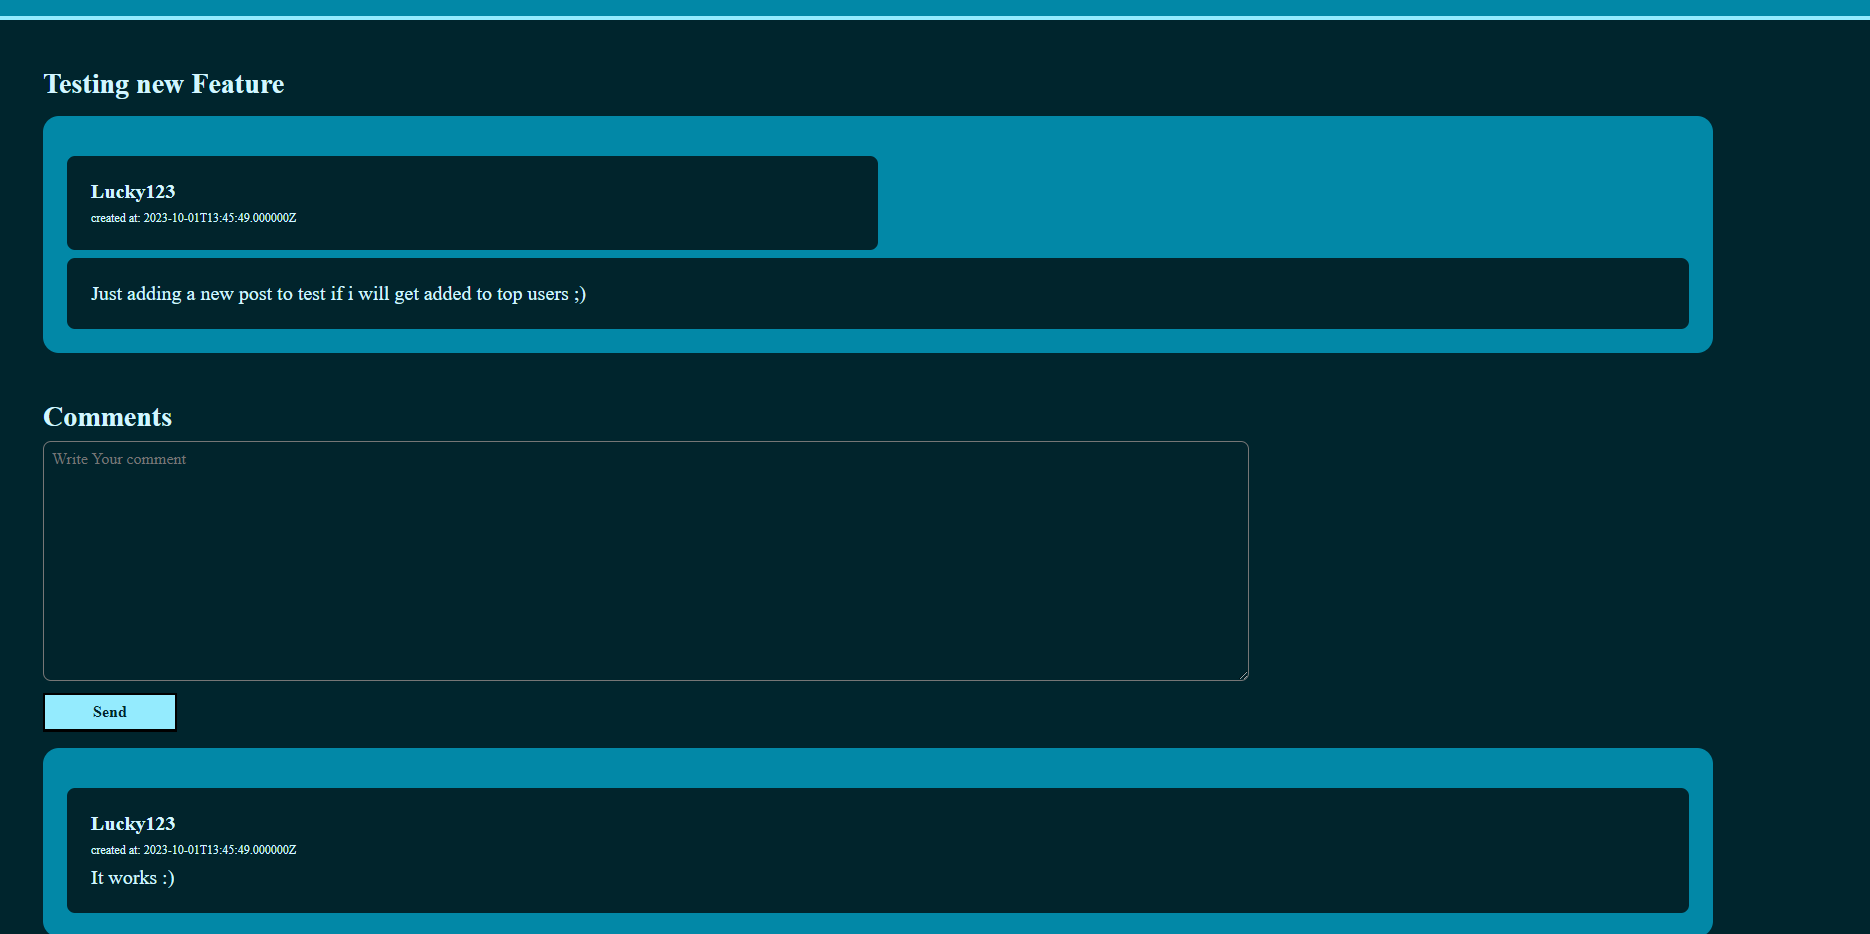 Testing new Feature
Lucky123
created at: 2023-10-01T13:45:49.000000Z
Just adding a new post to test if i will get added to top users ;)
Comments
Write Your comment
Send
Lucky123
created at: 2023-10-01T13:45:49.000000Z
It works :)